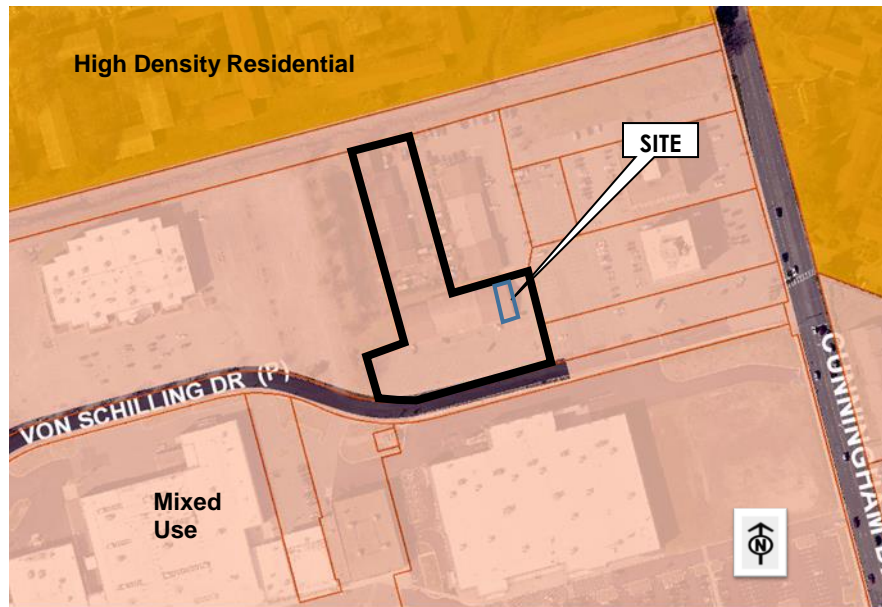 High Density Residential
SITE
VON SCHILLING DR (P)
CUNNINGHAM
Mixed
Use
N